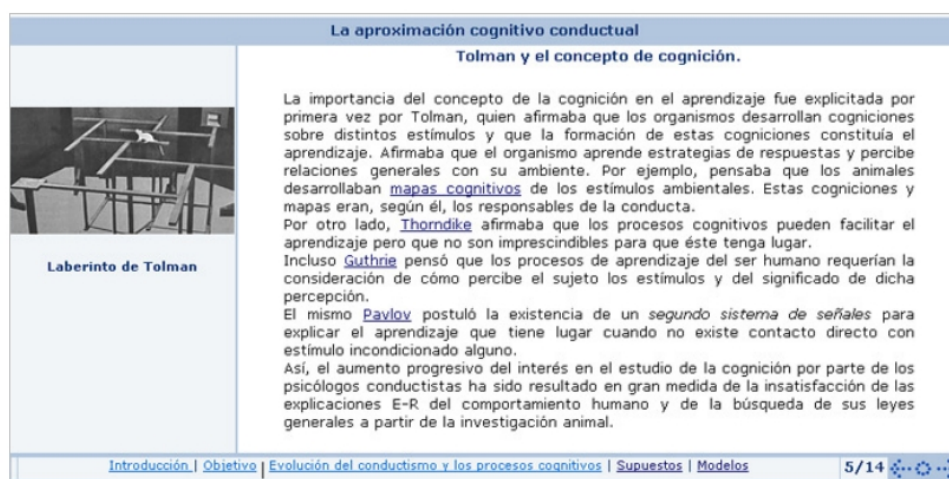 La aproximación cognitivo conductual
Tolman y el concepto de cognición.
La importancia del concepto de la cognición en el aprendizaje fue explicitada por
primera vez por Tolman, quien afirmaba que los organismos desarrollan cogniciones
sobre distintos estímulos y que la formación de estas cogniciones constituía el
aprendizaje. Afirmaba que el organismo aprende estrategias de respuestas y percibe
relaciones generales con su ambiente. Por ejemplo, pensaba que los animales
desarrollaban mapas cognitivos de los estímulos ambientales. Estas cogniciones y
mapas eran, según él, los responsables de la conducta.
Por otro lado, Thorndike afirmaba que los procesos cognitivos pueden facilitar el
aprendizaje pero que no son imprescindibles para que éste tenga lugar.
Incluso Guthrie pensó que los procesos de aprendizaje del ser humano requerían la
consideración de cómo percibe el sujeto los estímulos y del significado de dicha
percepción.
El mismo Pavlov postuló la existencia de un segundo sistema de señales para
explicar el aprendizaje que tiene lugar cuando no existe contacto directo con
estímulo incondicionado alguno.
Así, el aumento progresivo del interés en el estudio de la cognición por parte de los
psicólogos conductistas ha sido resultado en gran medida de la insatisfacción de las
explicaciones E-R del comportamiento humano y de la búsqueda de sus leyes
generales a partir de la investigación animal.
Laberinto de Tolman
Introducción | Objetivo | Evolución del conductismo y los procesos cognitivos | Supuestos | Modelos
5/14